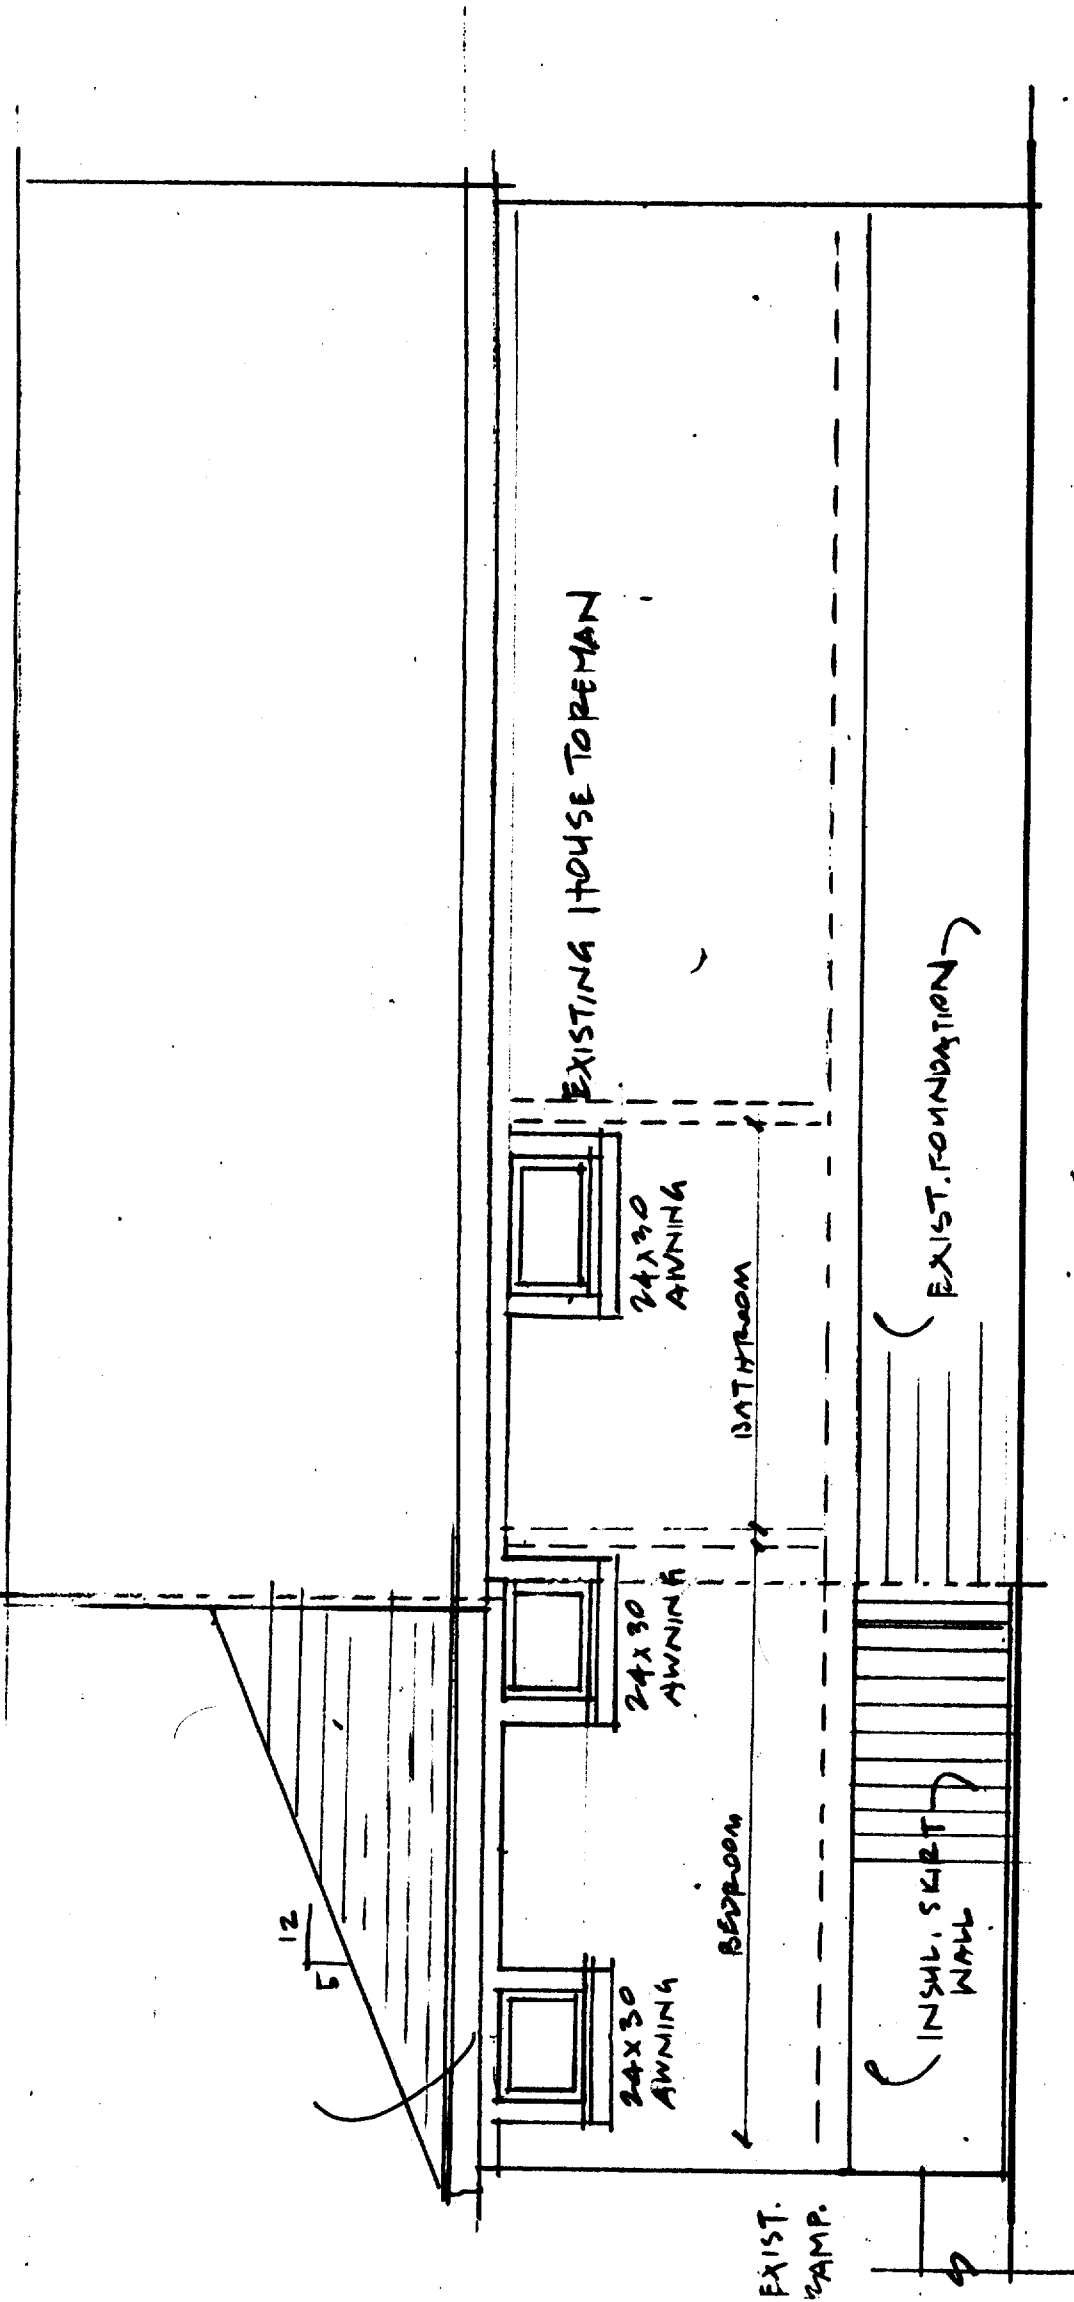 12
5
EXISTING HOUSE TO REMAN
24X30
AWNING
24X30
AWNING
24X30
AWNING
BEDROOM
BATHROOM
EXIST.
RAMP.
INSUL. SKIRT
WALL
EXIST. FOUNDATION